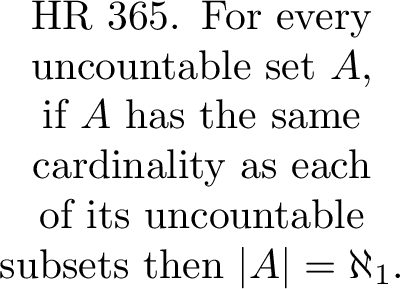 HR 365. For every
uncountable set A,
if A has the same
cardinality as each
of its uncountable
subsets then |A| = ℵ₁.